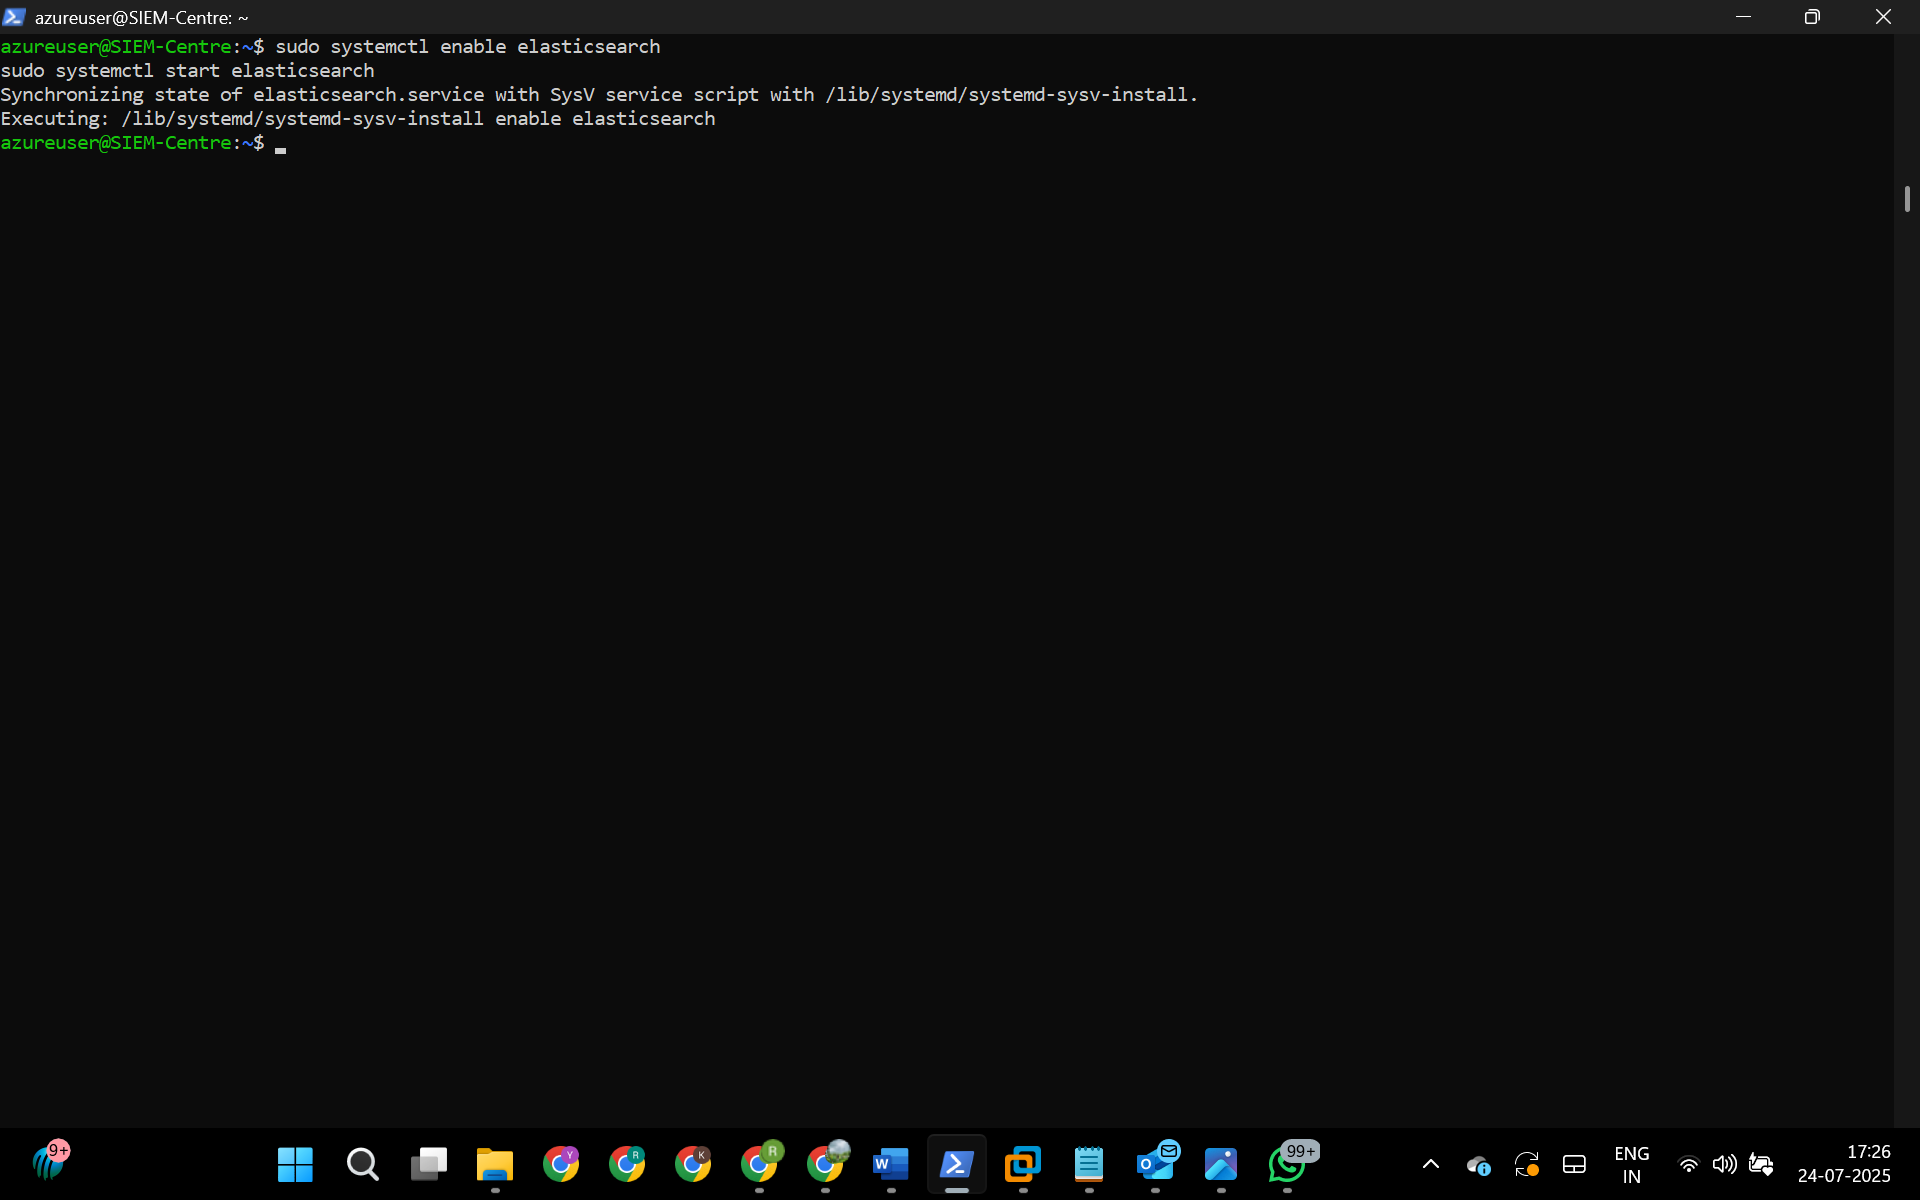 azureuser@SIEM-Centre: ~
azureuser@SIEM-Centre:~$ sudo systemctl enable elasticsearch
sudo systemctl start elasticsearch
Synchronizing state of elasticsearch.service with SysV service script with /lib/systemd/systemd-sysv-install.
Executing: /lib/systemd/systemd-sysv-install enable elasticsearch
azureuser@SIEM-Centre:~$
9+
Y
R
K
R
W
O
99+
ENG
IN
17:26
24-07-2025